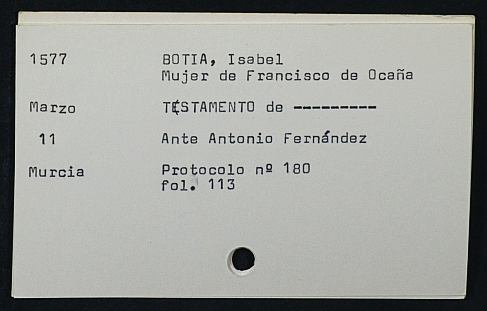 1577 BOTIA, Isabel
Mujer de Francisco de Ocaña
Marzo TESTAMENTO de ---------
11 Ante Antonio Fernández
Murcia Protocolo nº 180
fol. 113